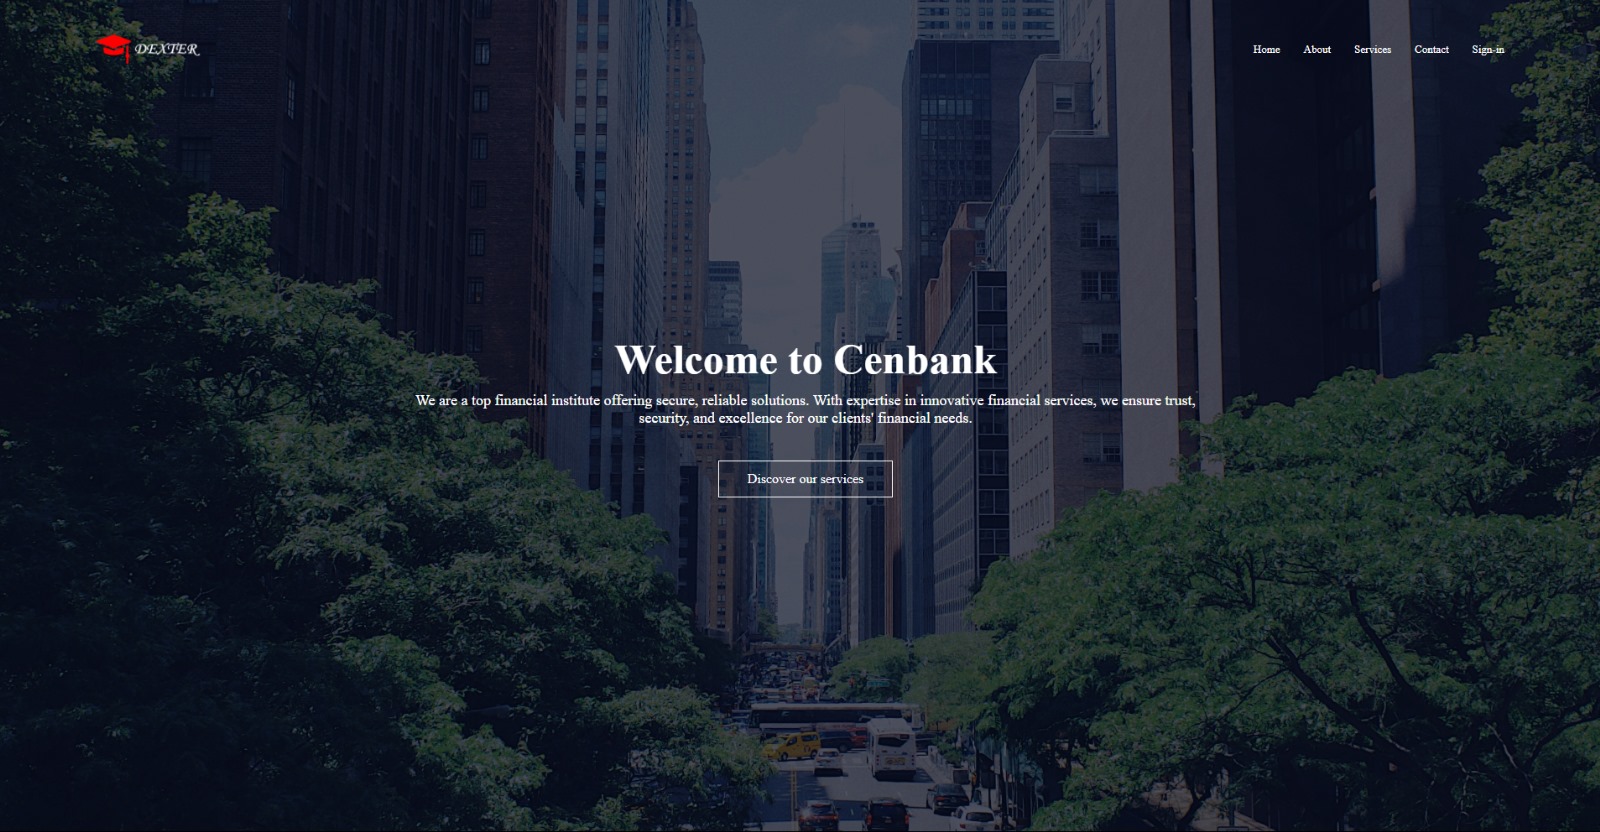 DEXTER
Home About Services Contact Sign-in
Welcome to Cenbank
We are a top financial institute offering secure, reliable solutions. With expertise in innovative financial services, we ensure trust,
security, and excellence for our clients' financial needs.
Discover our services